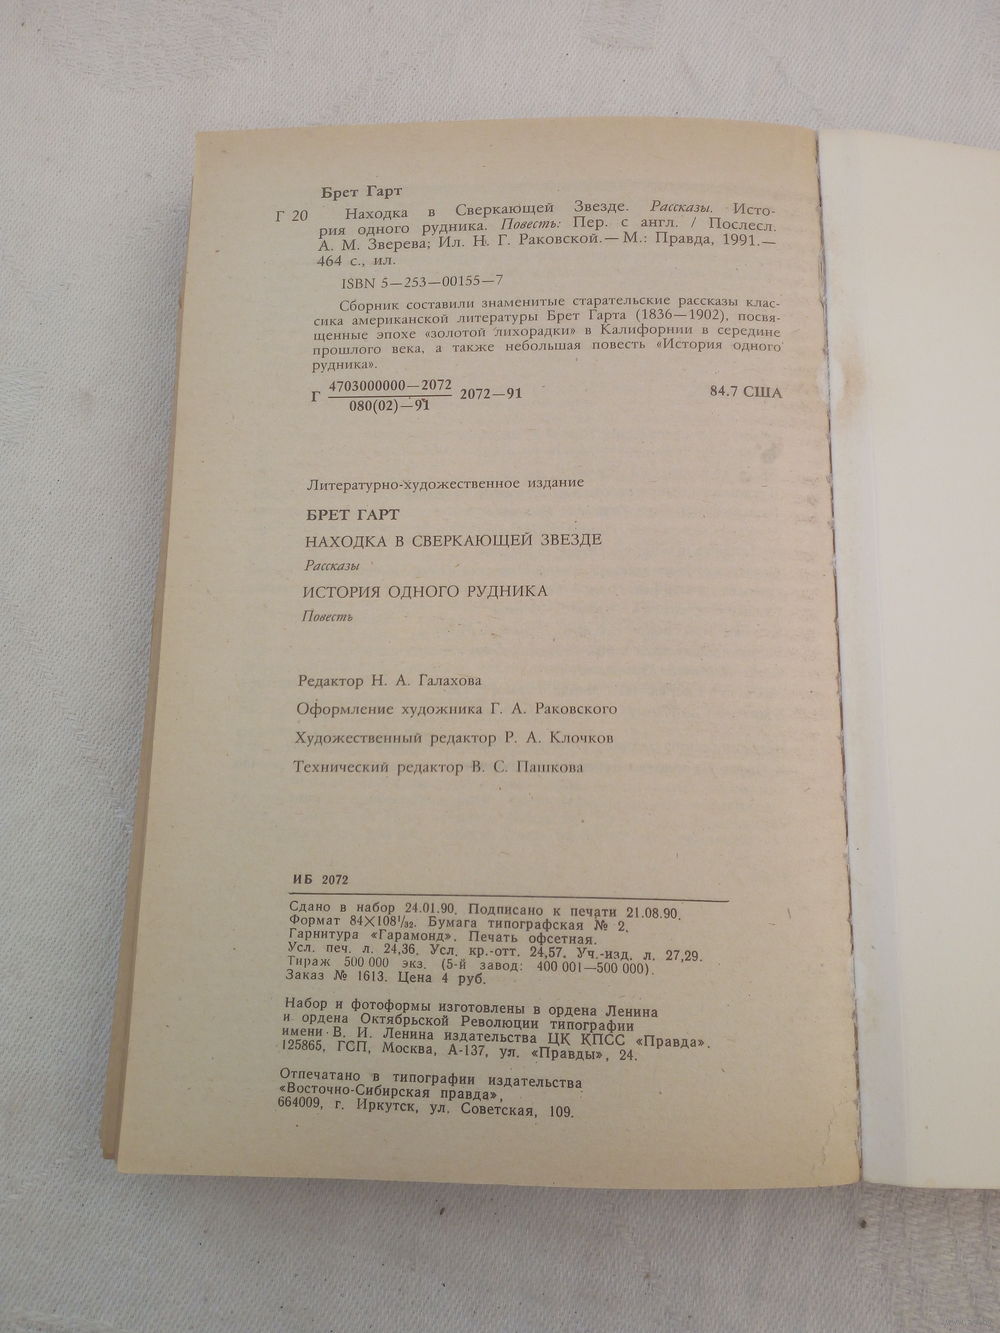 Брет Гарт
Г 20 Находка в Сверкающей Звезде. Рассказы. Исто-
рия одного рудника. Повесть: Пер. с англ. / Послесл.
А. М. Зверева; Ил. Н. Г. Раковской.— М.: Правда, 1991.—
464 с., ил.
ISBN 5—253—00155—7
Сборник составили знаменитые старательские рассказы клас-
сика американской литературы Брет Гарта (1836—1902), посвя-
щенные эпохе «золотой лихорадки» в Калифорнии в середине
прошлого века, а также небольшая повесть «История одного
рудника».
Г 4703000000—2072 2072—91 84.7 США
080(02)—91
Литературно-художественное издание
БРЕТ ГАРТ
НАХОДКА В СВЕРКАЮЩЕЙ ЗВЕЗДЕ
Рассказы
ИСТОРИЯ ОДНОГО РУДНИКА
Повесть
Редактор Н. А. Галахова
Оформление художника Г. А. Раковского
Художественный редактор Р. А. Клочков
Технический редактор В. С. Пашкова
ИБ 2072
Сдано в набор 24.01.90. Подписано к печати 21.08.90.
Формат 84×108¹/₃₂. Бумага типографская № 2.
Гарнитура «Гарамонд». Печать офсетная.
Усл. печ. л. 24,36. Усл. кр.-отт. 24,57. Уч.-изд. л. 27,29.
Тираж 500 000 экз. (5-й завод: 400 001—500 000).
Заказ № 1613. Цена 4 руб.
Набор и фотоформы изготовлены в ордена Ленина
и ордена Октябрьской Революции типографии
имени В. И. Ленина издательства ЦК КПСС «Правда».
125865, ГСП, Москва, А-137, ул. «Правды», 24.
Отпечатано в типографии издательства
«Восточно-Сибирская правда»,
664009, г. Иркутск, ул. Советская, 109.